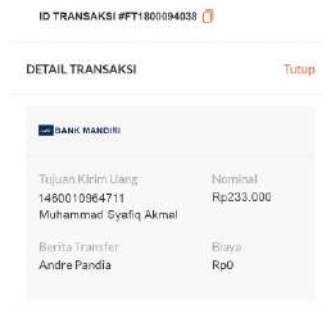 ID TRANSAKSI #FT1800094038
DETAIL TRANSAKSI Tutup
BANK MANDIRI
Tujuan Kirim Uang Nominal
1460010964711 Rp233.000
Muhammad Syafiq Akmal
Berita Transfer Biaya
Andre Pandia Rp0